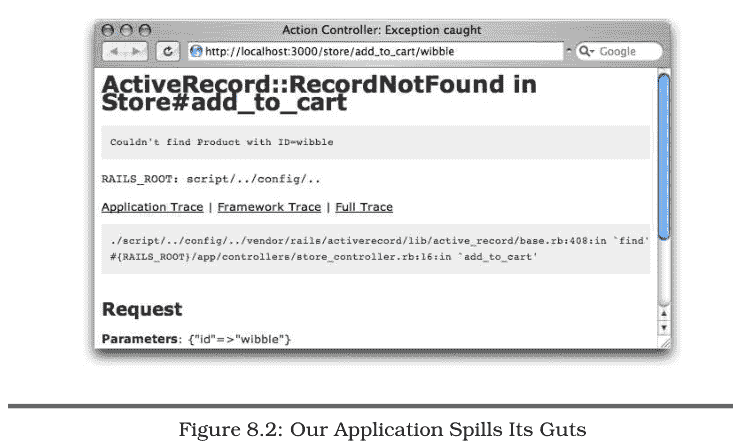 Action Controller: Exception caught
http://localhost:3000/store/add_to_cart/wibble
Google
ActiveRecord::RecordNotFound in
Store#add_to_cart
Couldn't find Product with ID=wibble
RAILS_ROOT: script/../config/..
Application Trace | Framework Trace | Full Trace
./script/../config/../vendor/rails/activerecord/lib/active_record/base.rb:408:in `find'
#{RAILS_ROOT}/app/controllers/store_controller.rb:16:in `add_to_cart'
Request
Parameters: {"id"=>"wibble"}
Figure 8.2: Our Application Spills Its Guts